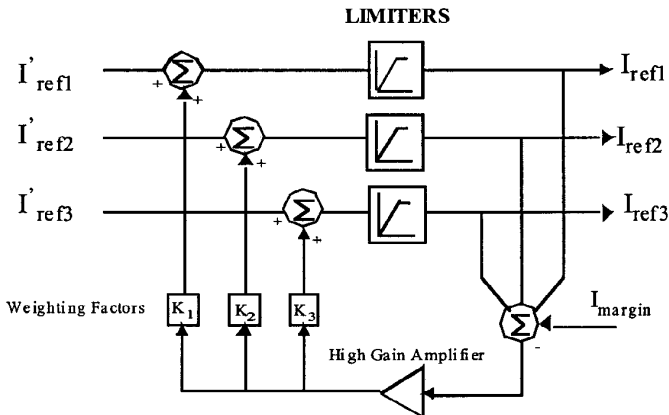 LIMITERS
I'ref1 + Σ + Iref1
I'ref2 + Σ + Iref2
I'ref3 + Σ + Iref3
Weighting Factors K1 K2 K3 Σ Imargin
-
High Gain Amplifier